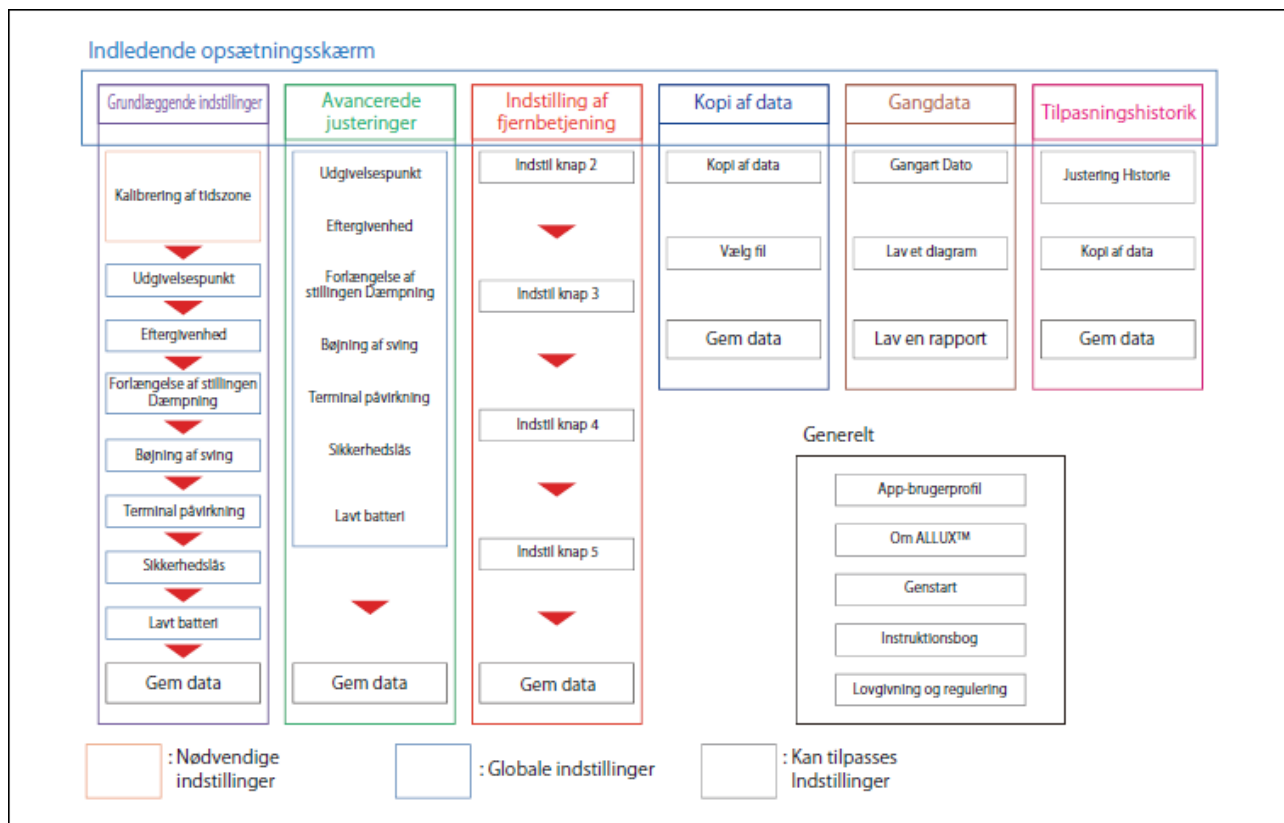 Indledende opsætningsskærm
Grundlæggende indstillinger
Kalibrering af tidszone
Udgivelsespunkt
Eftergivenhed
Forlængelse af stillingen
Dæmpning
Bøjning af sving
Terminal påvirkning
Sikkerhedslås
Lavt batteri
Gem data
Avancerede
justeringer
Udgivelsespunkt
Eftergivenhed
Forlængelse af
stillingen Dæmpning
Bøjning af sving
Terminal påvirkning
Sikkerhedslås
Lavt batteri
Gem data
Indstilling af
fjernbetjening
Indstil knap 2
Indstil knap 3
Indstil knap 4
Indstil knap 5
Gem data
Kopi af data
Kopi af data
Vælg fil
Gem data
Gangdata
Gangart Dato
Lav et diagram
Lav en rapport
Tilpasningshistorik
Justering Historie
Kopi af data
Gem data
Generelt
App-brugerprofil
Om ALLUX™
Genstart
Instruktionsbog
Lovgivning og regulering
: Nødvendige
indstillinger
: Globale indstillinger
: Kan tilpasses
Indstillinger